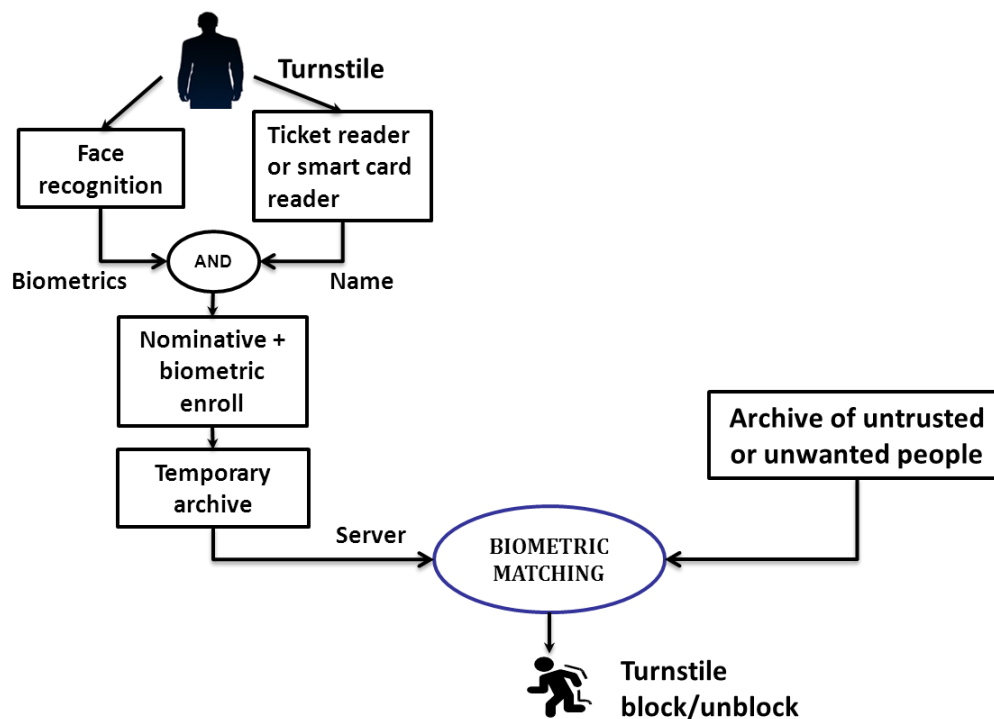 Turnstile
Face
recognition
Ticket reader
or smart card
reader
AND
Biometrics
Name
Nominative +
biometric
enroll
Archive of untrusted
or unwanted people
Temporary
archive
Server
BIOMETRIC
MATCHING
Turnstile
block/unblock